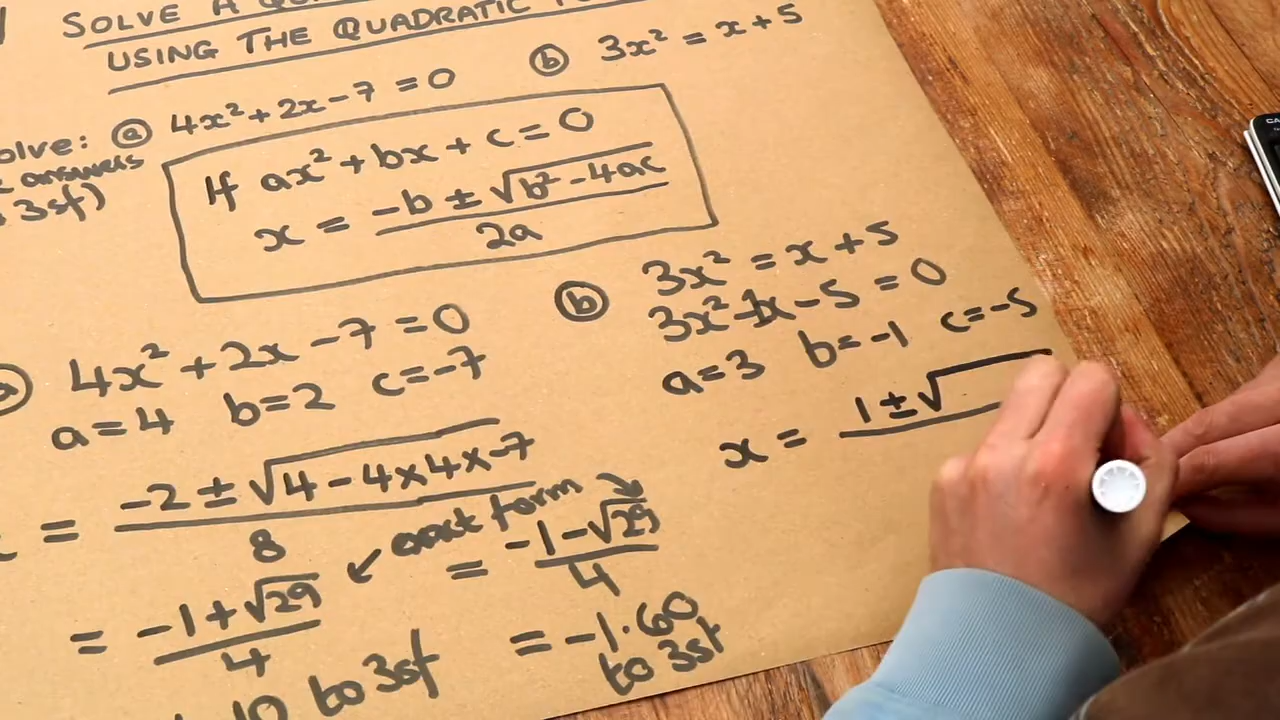 SOLVE A
USING THE QUADRATIC
ⓐ 4x² + 2x - 7 = 0 ⓑ 3x² = x + 5
answers
3sf)
If ax² + bx + c = 0
x = (-b ± √(b² - 4ac)) / 2a
ⓐ 4x² + 2x - 7 = 0
a = 4 b = 2 c = -7
= (-2 ± √(4 - 4×4×-7)) / 8
= (-1 + √29) / 4
10 to 3sf
exact form
= (-1 - √29) / 4
= -1.60
to 3sf
ⓑ 3x² = x + 5
3x² - 1x - 5 = 0
a = 3 b = -1 c = -5
x = 1 ± √